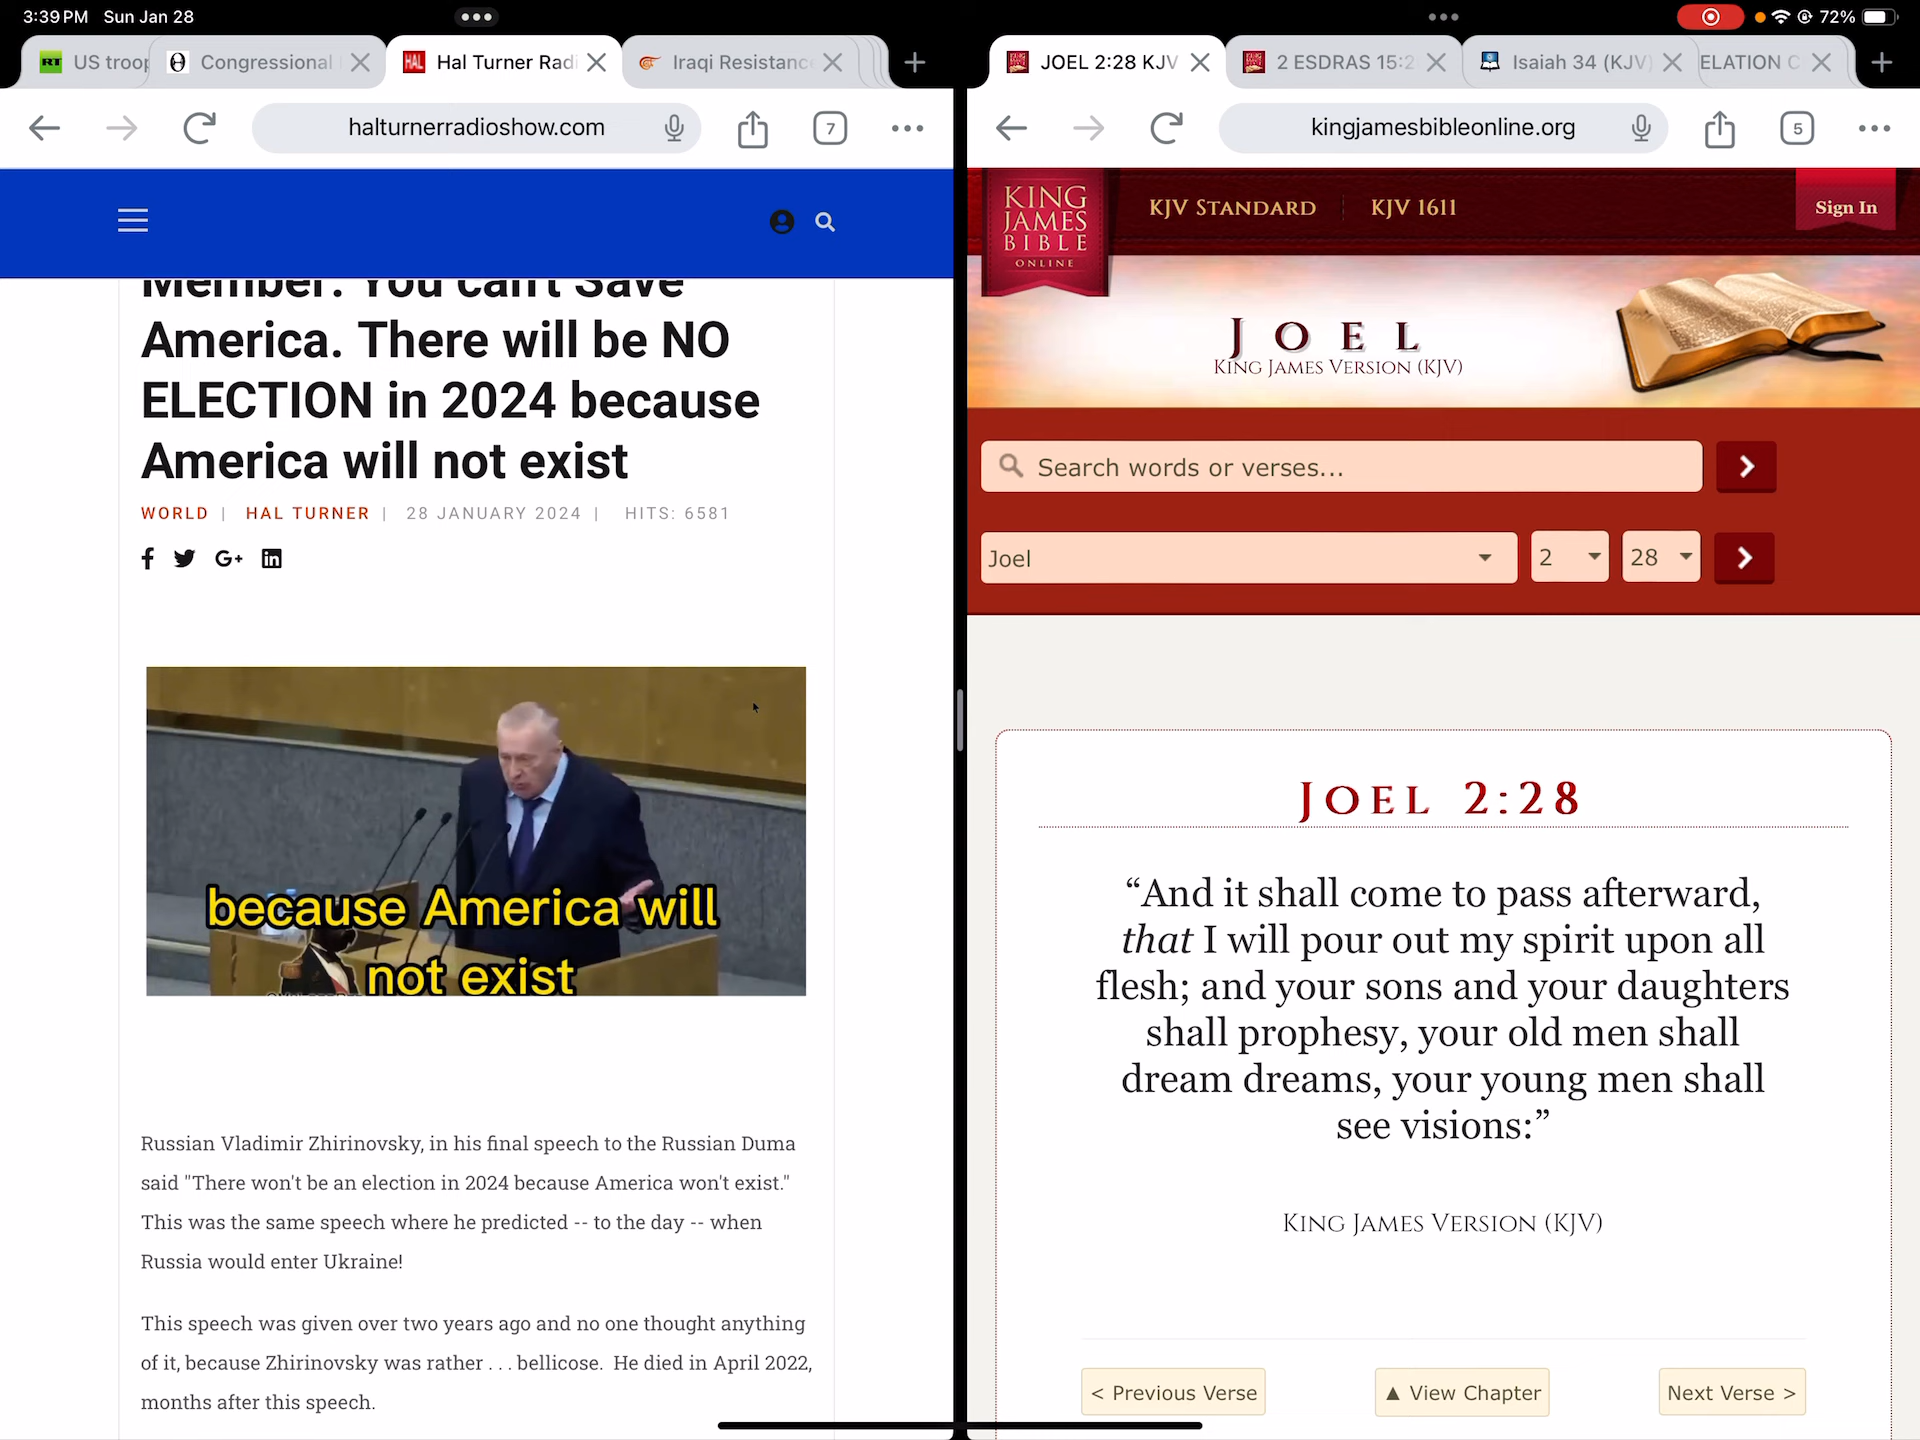 3:39 PM Sun Jan 28
72%
US troop
Congressional
Hal Turner Radi
Iraqi Resistance
halturnerradioshow.com
7
Member: You can't Save
America. There will be NO
ELECTION in 2024 because
America will not exist
WORLD | HAL TURNER | 28 JANUARY 2024 | HITS: 6581
because America will
not exist
Russian Vladimir Zhirinovsky, in his final speech to the Russian Duma
said "There won't be an election in 2024 because America won't exist."
This was the same speech where he predicted -- to the day -- when
Russia would enter Ukraine!
This speech was given over two years ago and no one thought anything
of it, because Zhirinovsky was rather . . . bellicose. He died in April 2022,
months after this speech.
JOEL 2:28 KJV
2 ESDRAS 15:2
Isaiah 34 (KJV)
ELATION C
kingjamesbibleonline.org
5
KING
JAMES
BIBLE
ONLINE
KJV STANDARD
KJV 1611
Sign In
JOEL
KING JAMES VERSION (KJV)
Search words or verses...
Joel
2
28
JOEL 2:28
“And it shall come to pass afterward,
that I will pour out my spirit upon all
flesh; and your sons and your daughters
shall prophesy, your old men shall
dream dreams, your young men shall
see visions:”
KING JAMES VERSION (KJV)
< Previous Verse
▲ View Chapter
Next Verse >